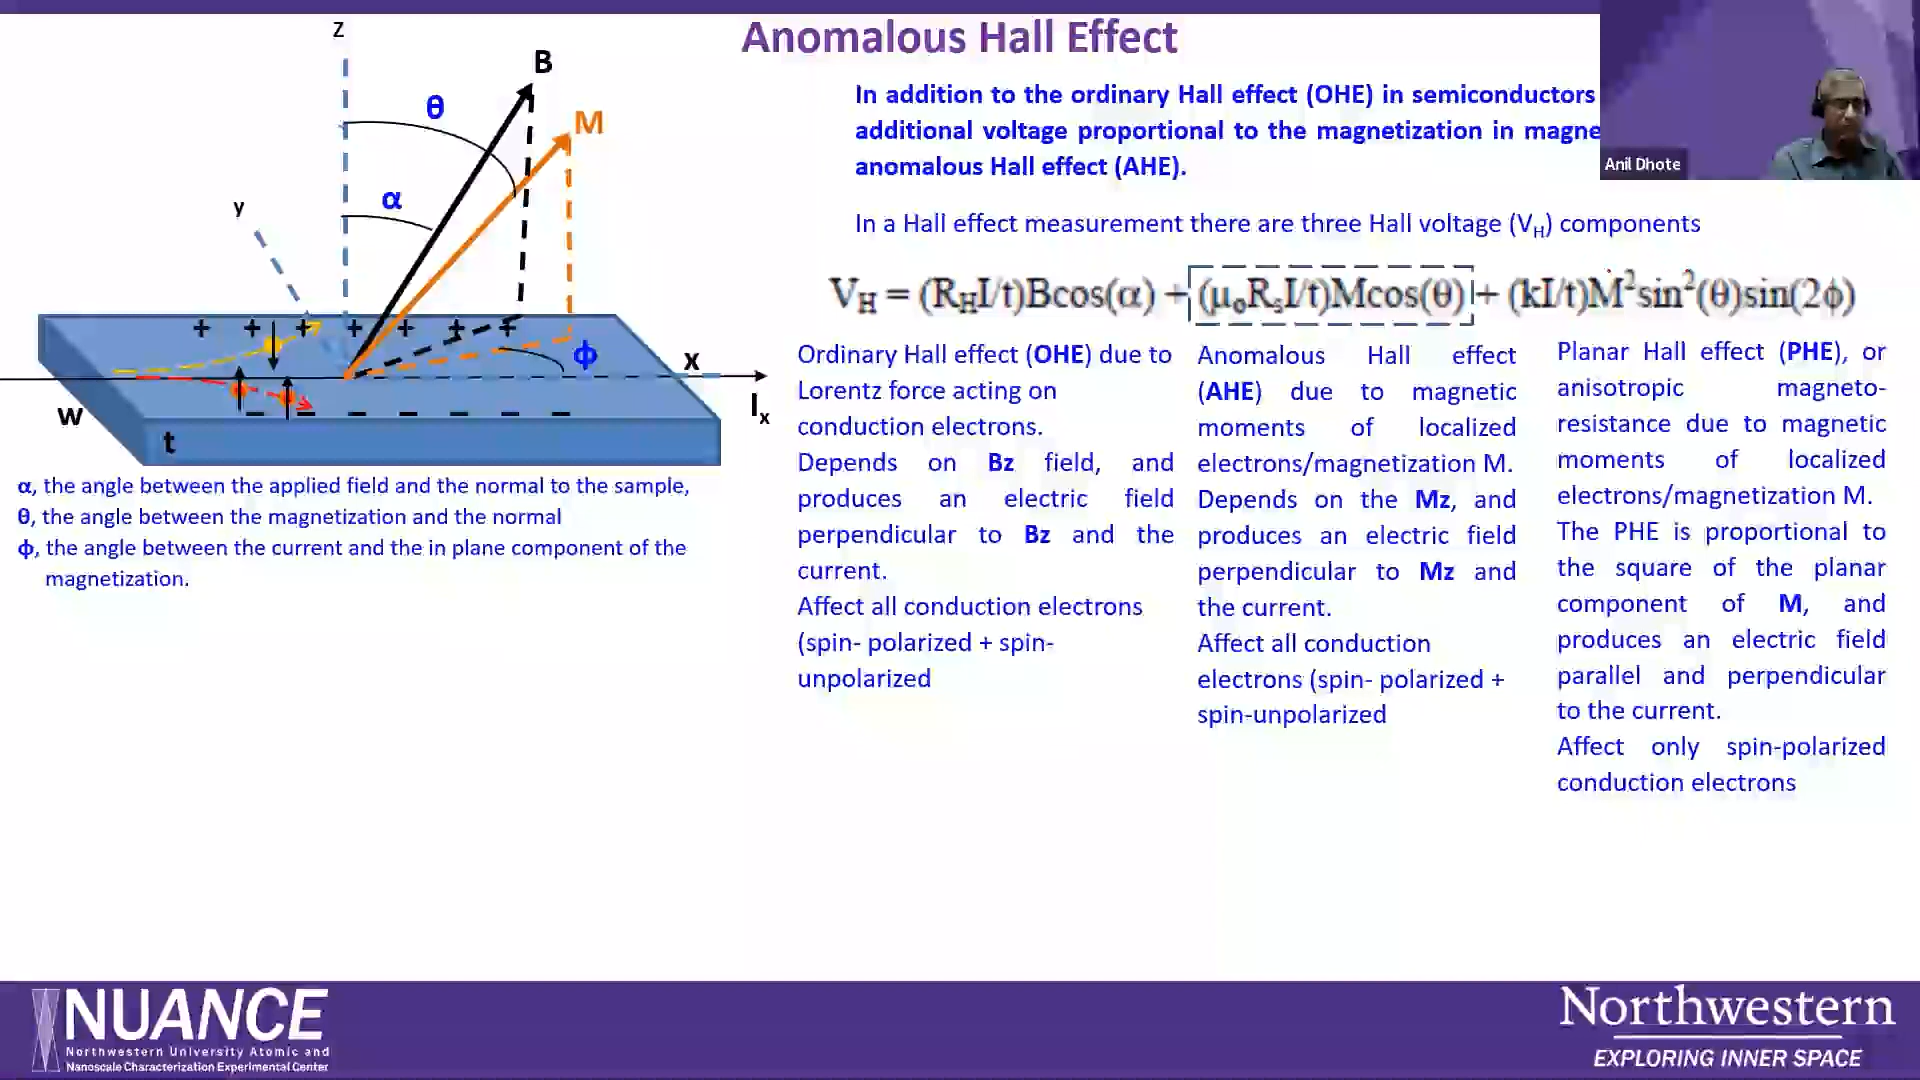 Anomalous Hall Effect
z
B
θ
M
α
y
+ + + + + + +
ϕ
x
w
− − − − − − −
Iₓ
t
α, the angle between the applied field and the normal to the sample,
θ, the angle between the magnetization and the normal
ϕ, the angle between the current and the in plane component of the
magnetization.
In addition to the ordinary Hall effect (OHE) in semiconductors
additional voltage proportional to the magnetization in magne
anomalous Hall effect (AHE).
Anil Dhote
In a Hall effect measurement there are three Hall voltage (V_H) components
V_H = (R_HI/t)Bcos(α) + (μ₀RₛI/t)Mcos(θ) + (kI/t)M²sin²(θ)sin(2ϕ)
Ordinary Hall effect (OHE) due to
Lorentz force acting on
conduction electrons.
Depends on Bz field, and
produces an electric field
perpendicular to Bz and the
current.
Affect all conduction electrons
(spin- polarized + spin-
unpolarized
Anomalous Hall effect
(AHE) due to magnetic
moments of localized
electrons/magnetization M.
Depends on the Mz, and
produces an electric field
perpendicular to Mz and
the current.
Affect all conduction
electrons (spin- polarized +
spin-unpolarized
Planar Hall effect (PHE), or
anisotropic magneto-
resistance due to magnetic
moments of localized
electrons/magnetization M.
The PHE is proportional to
the square of the planar
component of M, and
produces an electric field
parallel and perpendicular
to the current.
Affect only spin-polarized
conduction electrons
NUANCE
Northwestern University Atomic and
Nanoscale Characterization Experimental Center
Northwestern
EXPLORING INNER SPACE